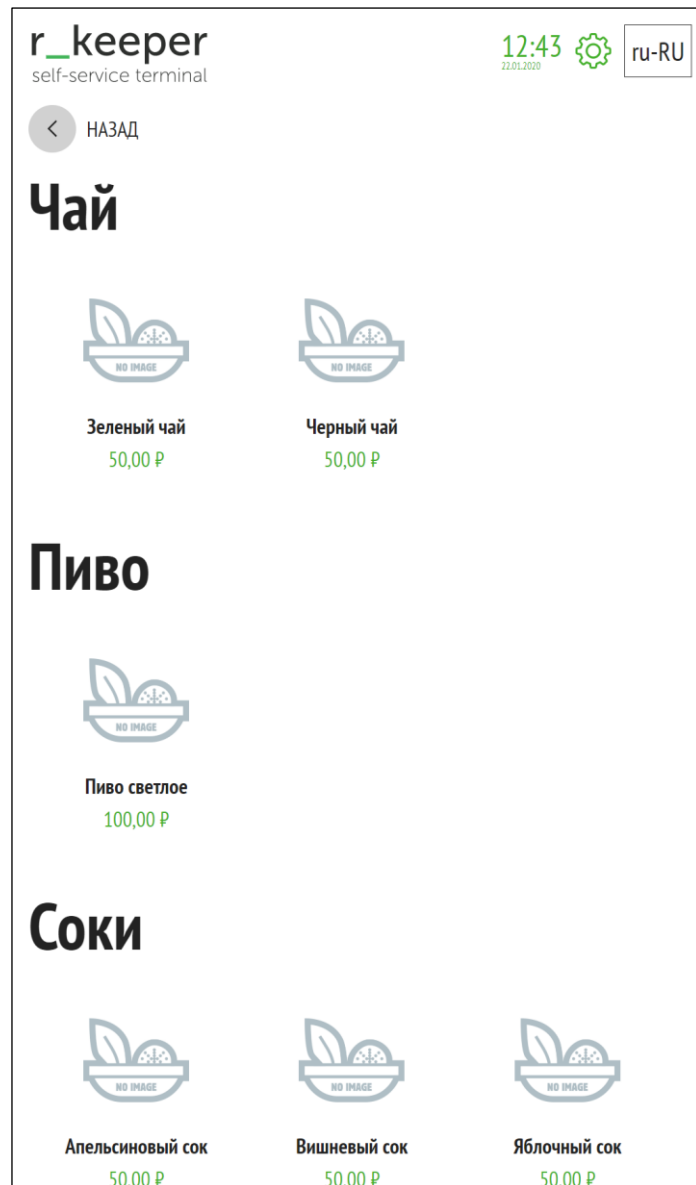 r_keeper
self-service terminal
12:43
22.01.2020
ru-RU
НАЗАД
Чай
NO IMAGE NO IMAGE
Зеленый чай Черный чай
50,00 ₽ 50,00 ₽
Пиво
NO IMAGE
Пиво светлое
100,00 ₽
Соки
NO IMAGE NO IMAGE NO IMAGE
Апельсиновый сок Вишневый сок Яблочный сок
50,00 ₽ 50,00 ₽ 50,00 ₽